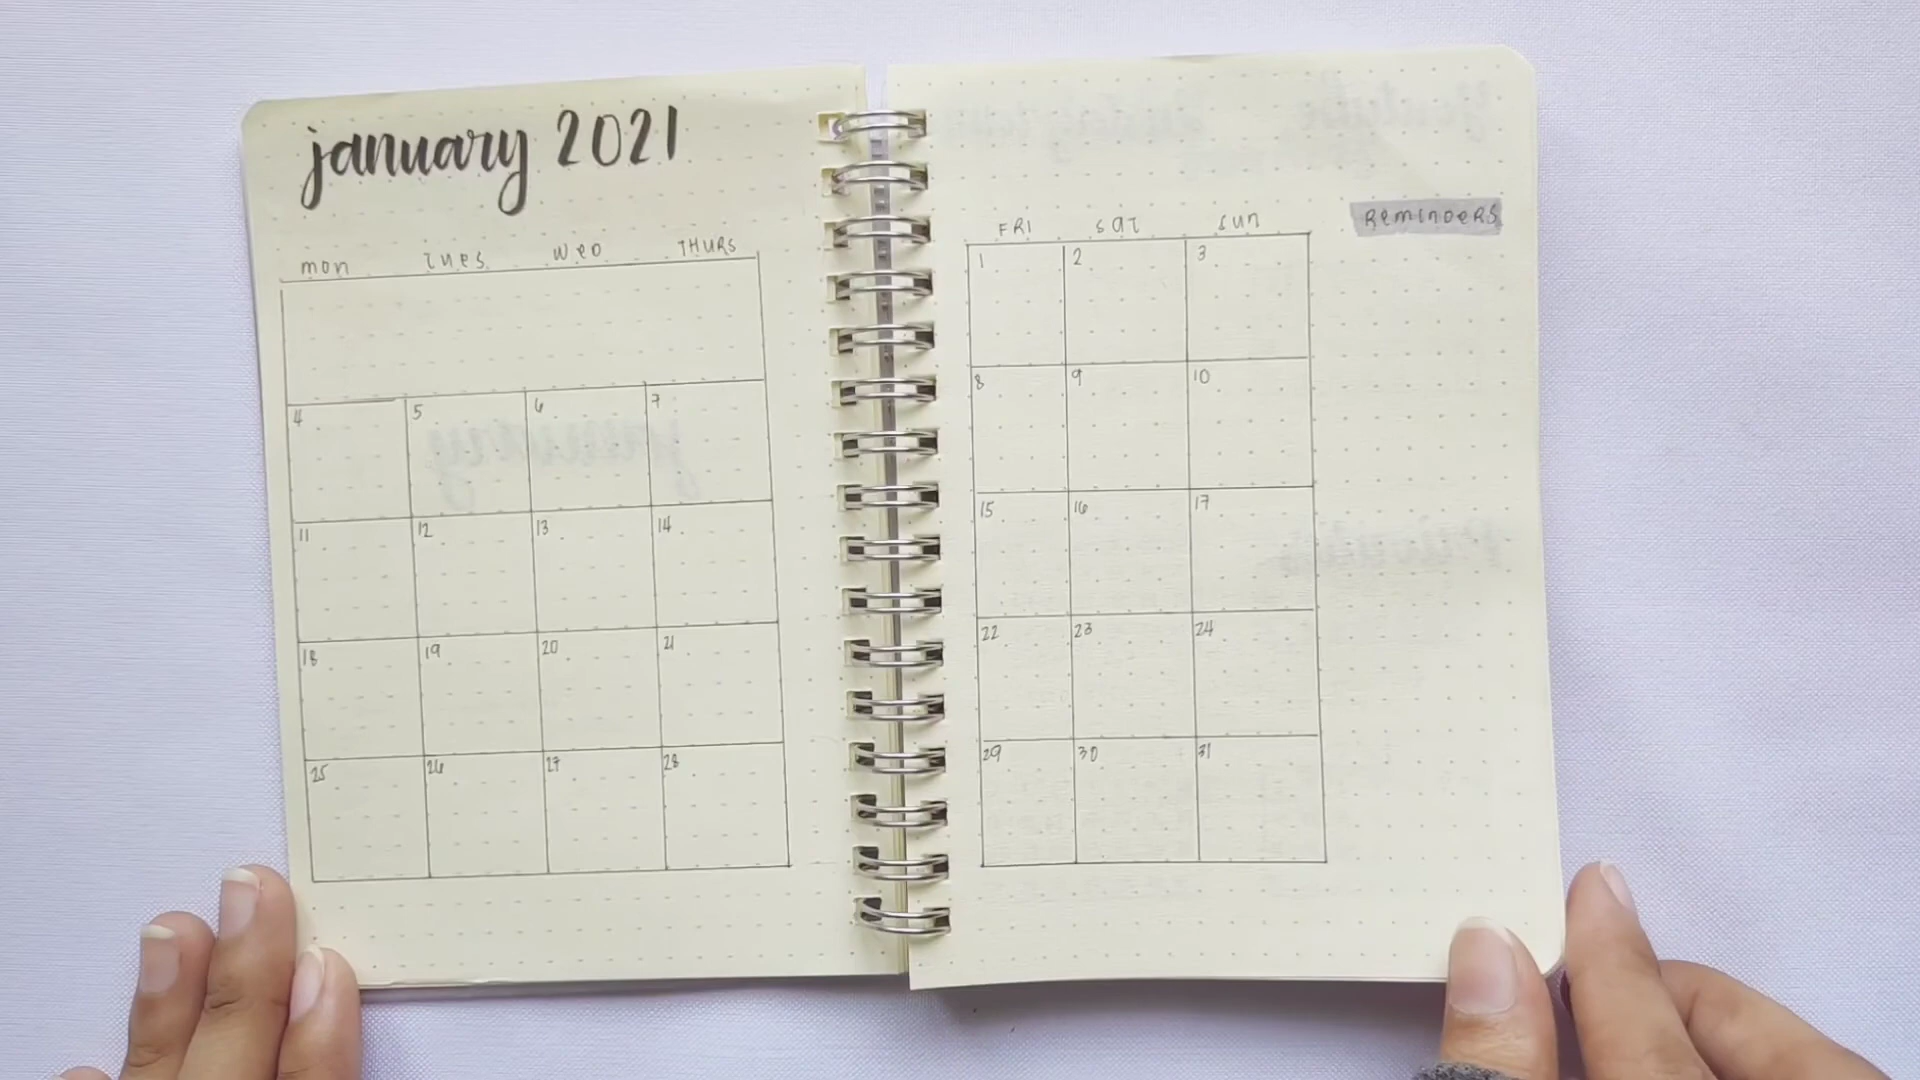 january 2021
mon tues wed THURS
4 5 6 7
11 12 13 14
18 19 20 21
25 26 27 28
FRI sat sun
1 2 3
8 9 10
15 16 17
22 23 24
29 30 31
ReminDeRS
january
Priorities